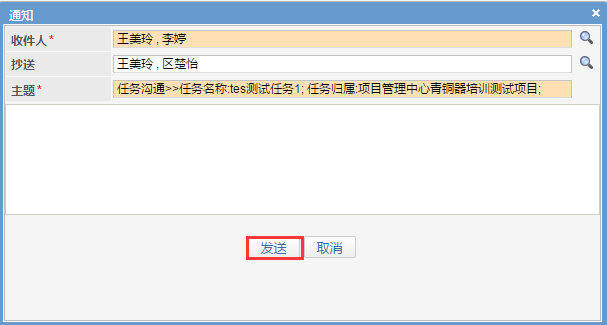 通知
收件人*
王美玲 , 李婷
抄送
王美玲 , 区楚怡
主题*
任务沟通>>任务名称:tes测试任务1; 任务归属:项目管理中心青铜器培训测试项目;
发送 取消